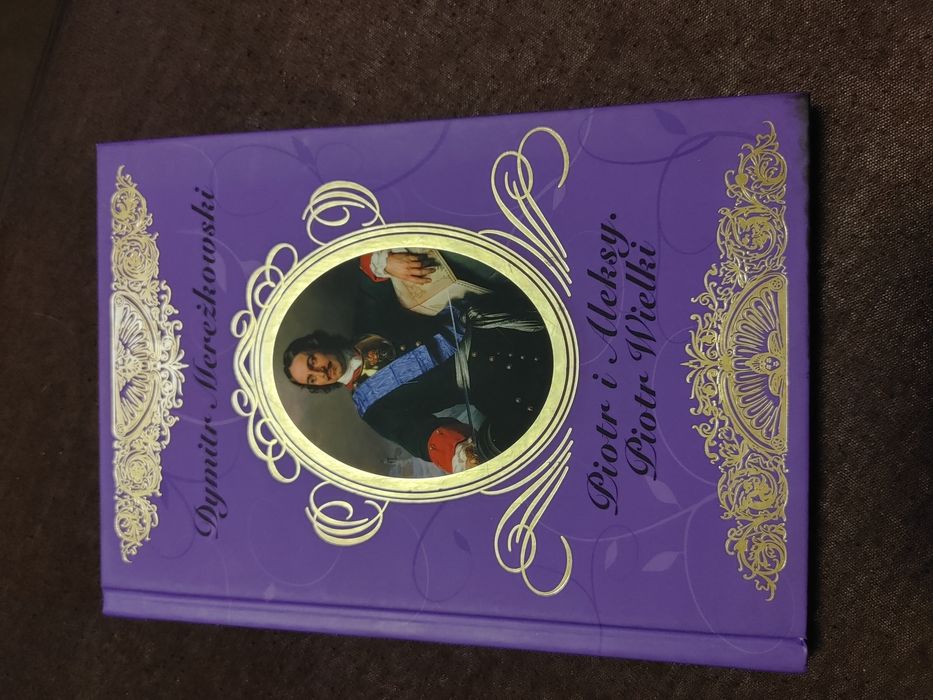 Dymitr Mereżkowski
Piotr i Aleksy.
Piotr Wielki